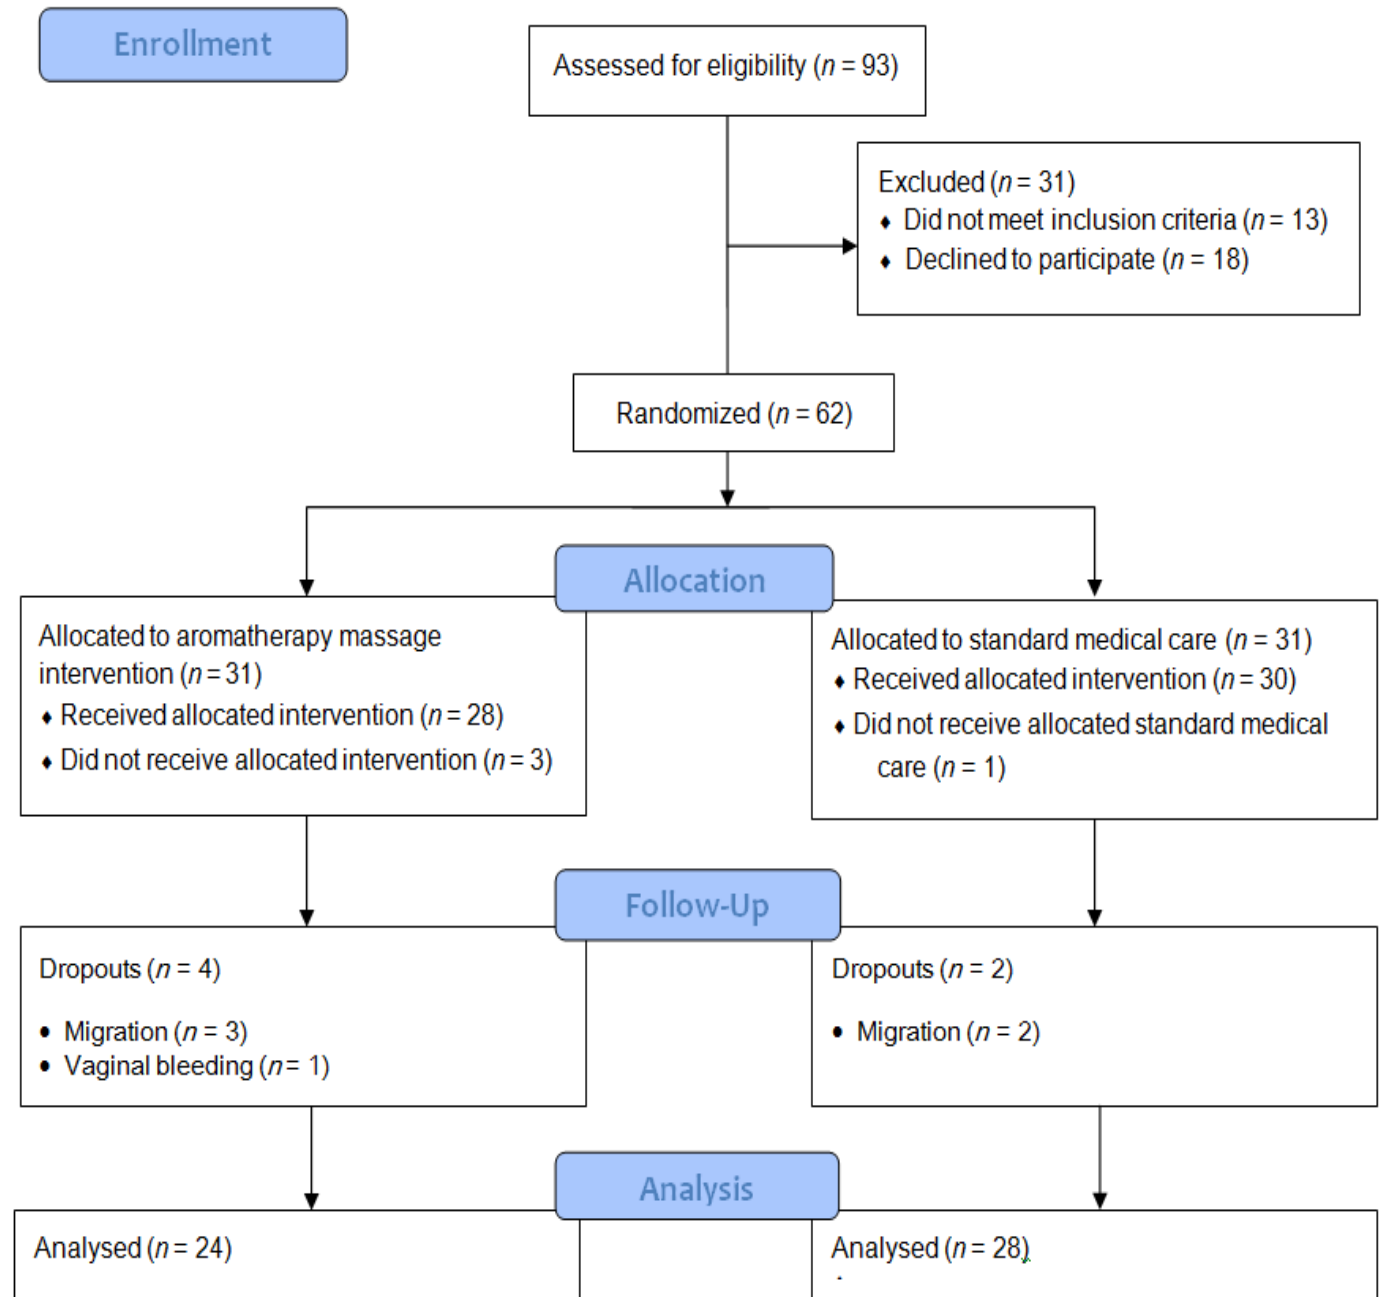 Enrollment
Assessed for eligibility (n = 93)
Excluded (n = 31)
♦ Did not meet inclusion criteria (n = 13)
♦ Declined to participate (n = 18)
Randomized (n = 62)
Allocation
Allocated to aromatherapy massage
intervention (n = 31)
♦ Received allocated intervention (n = 28)
♦ Did not receive allocated intervention (n = 3)
Allocated to standard medical care (n = 31)
♦ Received allocated intervention (n = 30)
♦ Did not receive allocated standard medical
care (n = 1)
Follow-Up
Dropouts (n = 4)
• Migration (n = 3)
• Vaginal bleeding (n = 1)
Dropouts (n = 2)
• Migration (n = 2)
Analysis
Analysed (n = 24)
Analysed (n = 28)